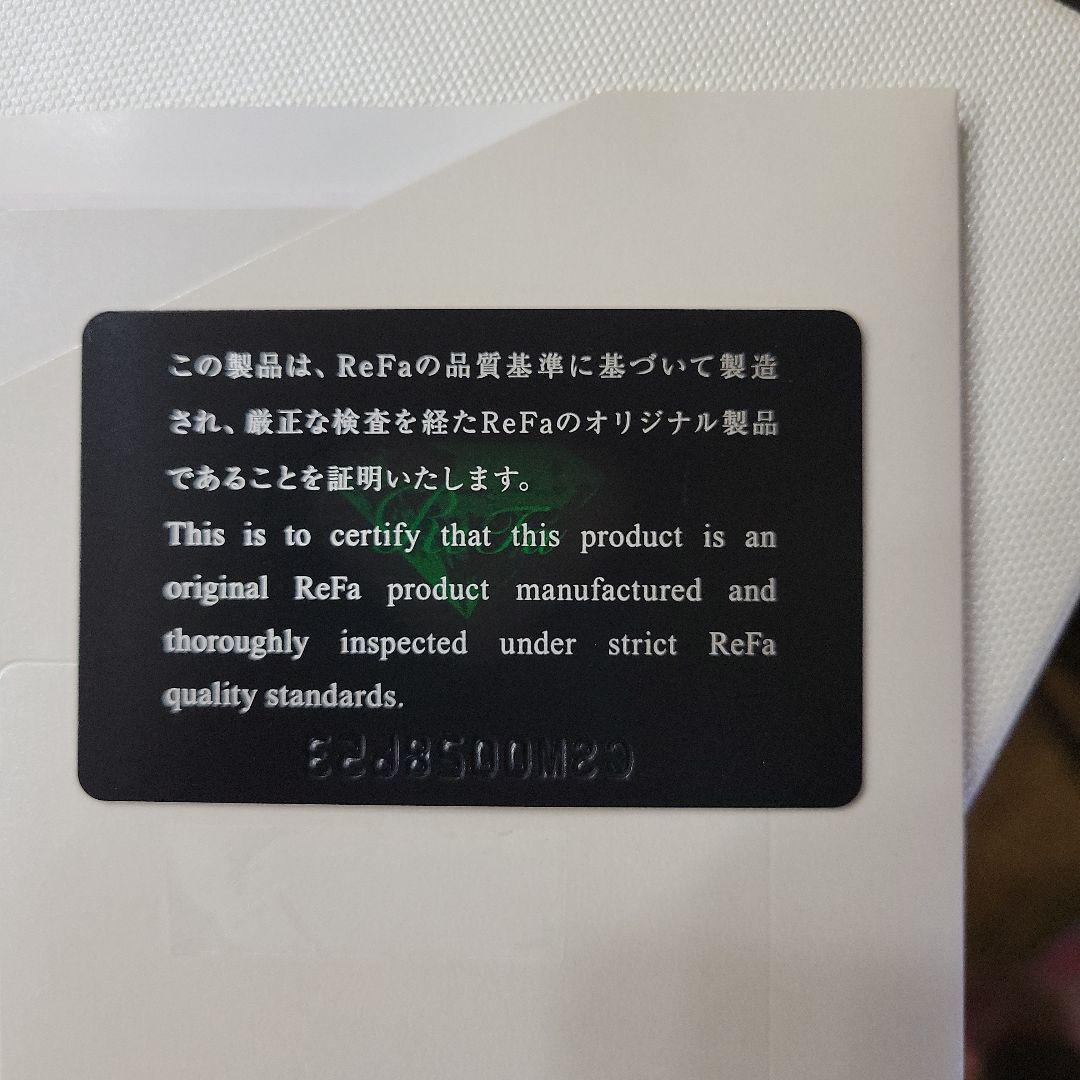 この製品は、ReFaの品質基準に基づいて製造
され、厳正な検査を経たReFaのオリジナル製品
であることを証明いたします。
ReFa
This is to certify that this product is an
original ReFa product manufactured and
thoroughly inspected under strict ReFa
quality standards.